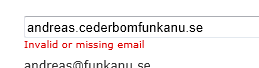 andreas.cederbomfunkanu.se
Invalid or missing email
andreas@funkanu.se